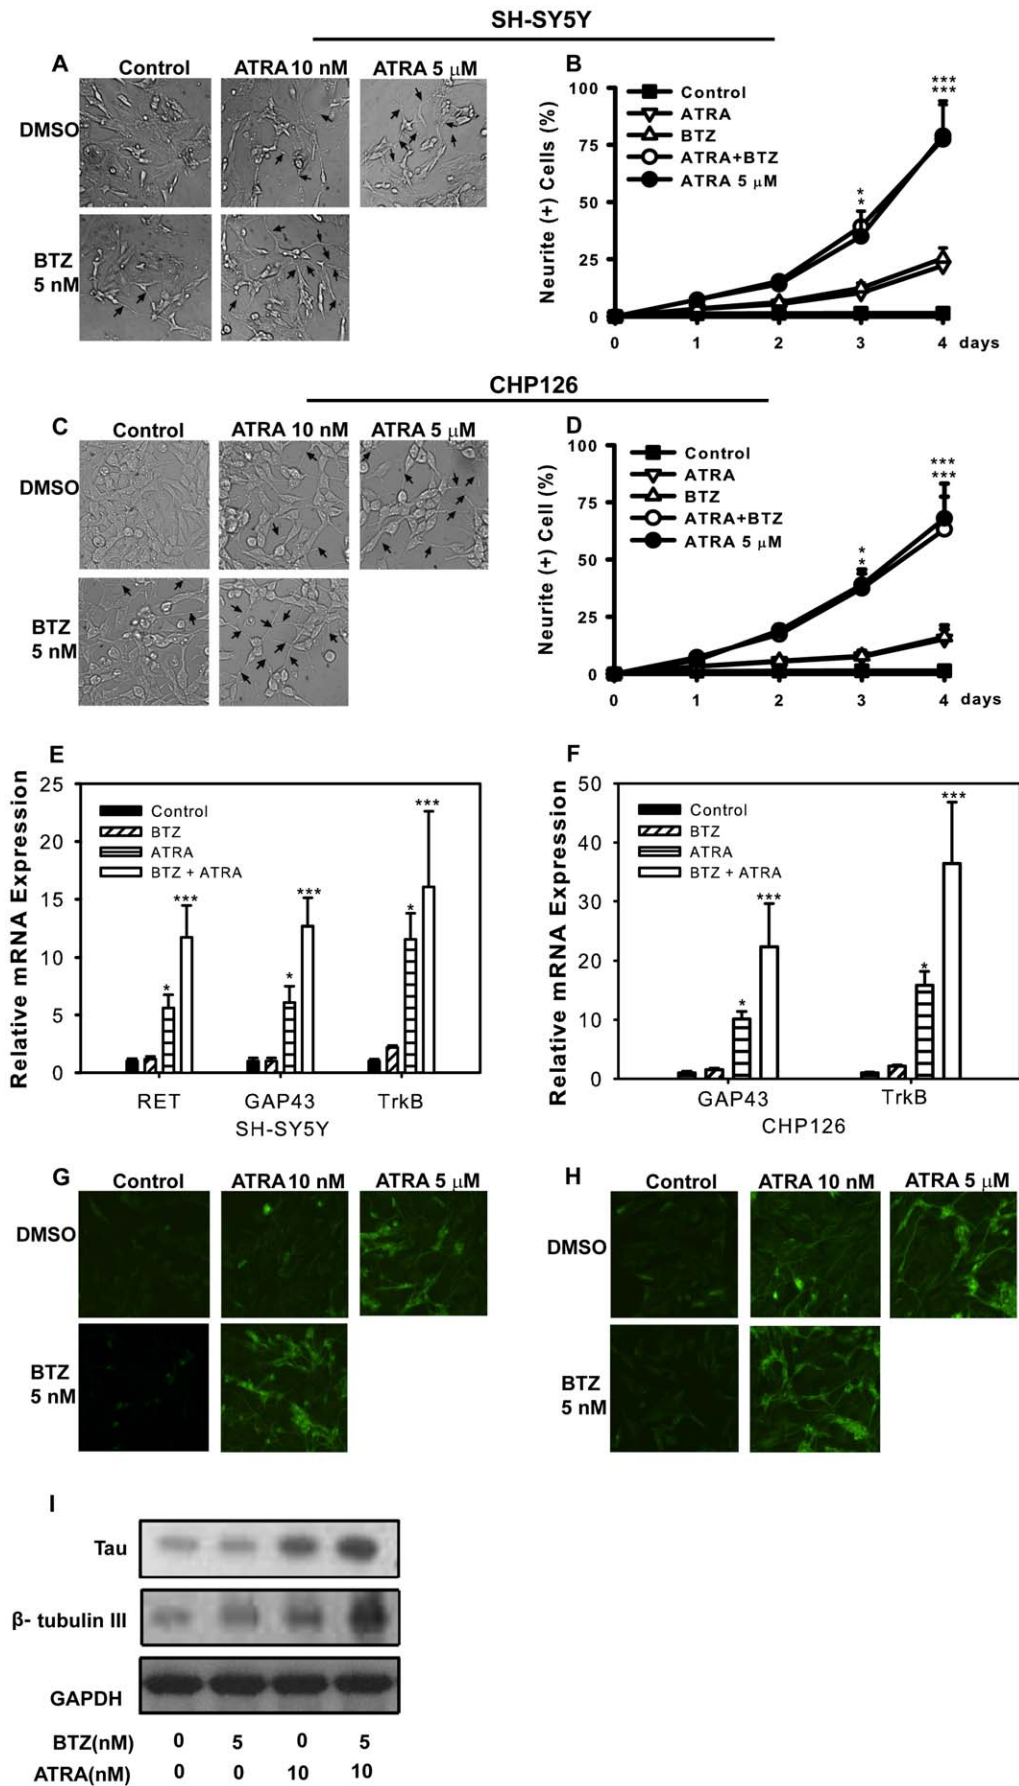 SH-SY5Y
A
Control
ATRA 10 nM
ATRA 5 μM
DMSO
BTZ
5 nM
B
Neurite (+) Cells (%)
100
75
50
25
0
Control
ATRA
BTZ
ATRA+BTZ
ATRA 5 μM
*
*
***
***
0 1 2 3 4 days
CHP126
C
Control
ATRA 10 nM
ATRA 5 μM
DMSO
BTZ
5 nM
D
Neurite (+) Cell (%)
100
75
50
25
0
Control
ATRA
BTZ
ATRA+BTZ
ATRA 5 μM
*
*
***
***
0 1 2 3 4 days
E
Relative mRNA Expression
25
20
15
10
5
0
Control
BTZ
ATRA
BTZ + ATRA
* *** * *** * ***
RET GAP43 TrkB
SH-SY5Y
F
Relative mRNA Expression
50
40
30
20
10
0
Control
BTZ
ATRA
BTZ + ATRA
* *** * ***
GAP43 TrkB
CHP126
G
Control
ATRA 10 nM
ATRA 5 μM
DMSO
BTZ
5 nM
H
Control
ATRA 10 nM
ATRA 5 μM
DMSO
BTZ
5 nM
I
Tau
β- tubulin III
GAPDH
BTZ(nM) 0 5 0 5
ATRA(nM) 0 0 10 10